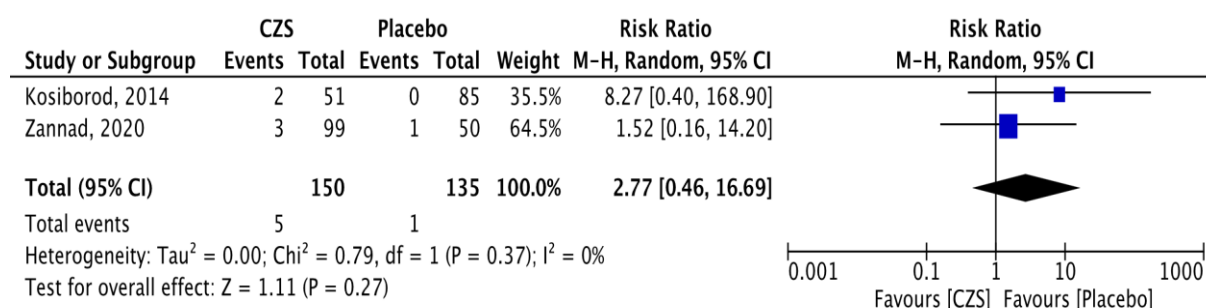 CZS Placebo Risk Ratio Risk Ratio
Study or Subgroup Events Total Events Total Weight M-H, Random, 95% CI M-H, Random, 95% CI
Kosiborod, 2014 2 51 0 85 35.5% 8.27 [0.40, 168.90]
Zannad, 2020 3 99 1 50 64.5% 1.52 [0.16, 14.20]
Total (95% CI) 150 135 100.0% 2.77 [0.46, 16.69]
Total events 5 1
Heterogeneity: Tau² = 0.00; Chi² = 0.79, df = 1 (P = 0.37); I² = 0%
Test for overall effect: Z = 1.11 (P = 0.27)
0.001 0.1 1 10 1000
Favours [CZS] Favours [Placebo]